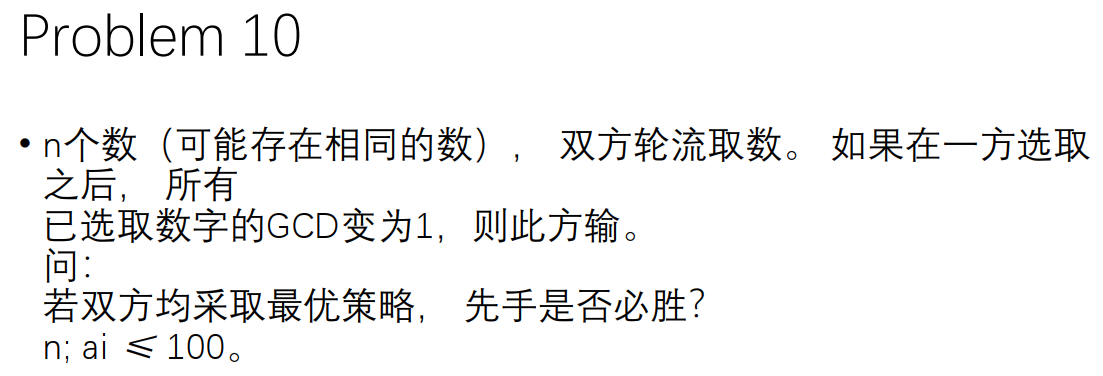 Problem 10
• n个数（可能存在相同的数）， 双方轮流取数。 如果在一方选取
之后， 所有
已选取数字的GCD变为1，则此方输。
问：
若双方均采取最优策略， 先手是否必胜？
n; ai ⩽ 100。